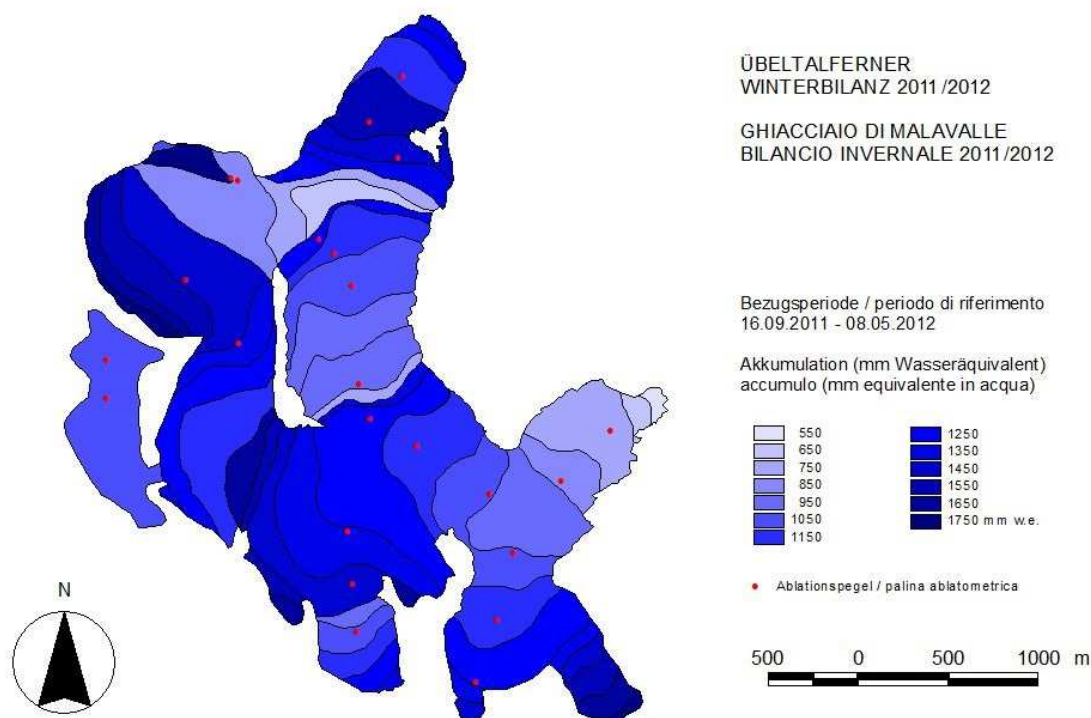 ÜBELTALFERNER
WINTERBILANZ 2011/2012
GHIACCIAIO DI MALAVALLE
BILANCIO INVERNALE 2011/2012
Bezugsperiode / periodo di riferimento
16.09.2011 - 08.05.2012
Akkumulation (mm Wasseräquivalent)
accumulo (mm equivalente in acqua)
550
650
750
850
950
1050
1150
1250
1350
1450
1550
1650
1750 mm w.e.
Ablationspegel / palina ablatometrica
N
500 0 500 1000 m